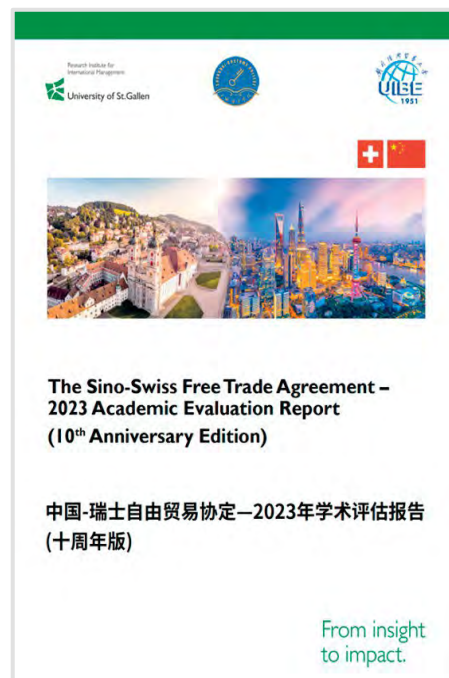 Research Institute for
International Management
University of St.Gallen
UIBE
1951
The Sino-Swiss Free Trade Agreement –
2023 Academic Evaluation Report
(10th Anniversary Edition)
中国-瑞士自由贸易协定—2023年学术评估报告
(十周年版)
From insight
to impact.